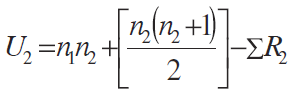 U₂ = n₁n₂ + [n₂(n₂+1)/2] − ΣR₂